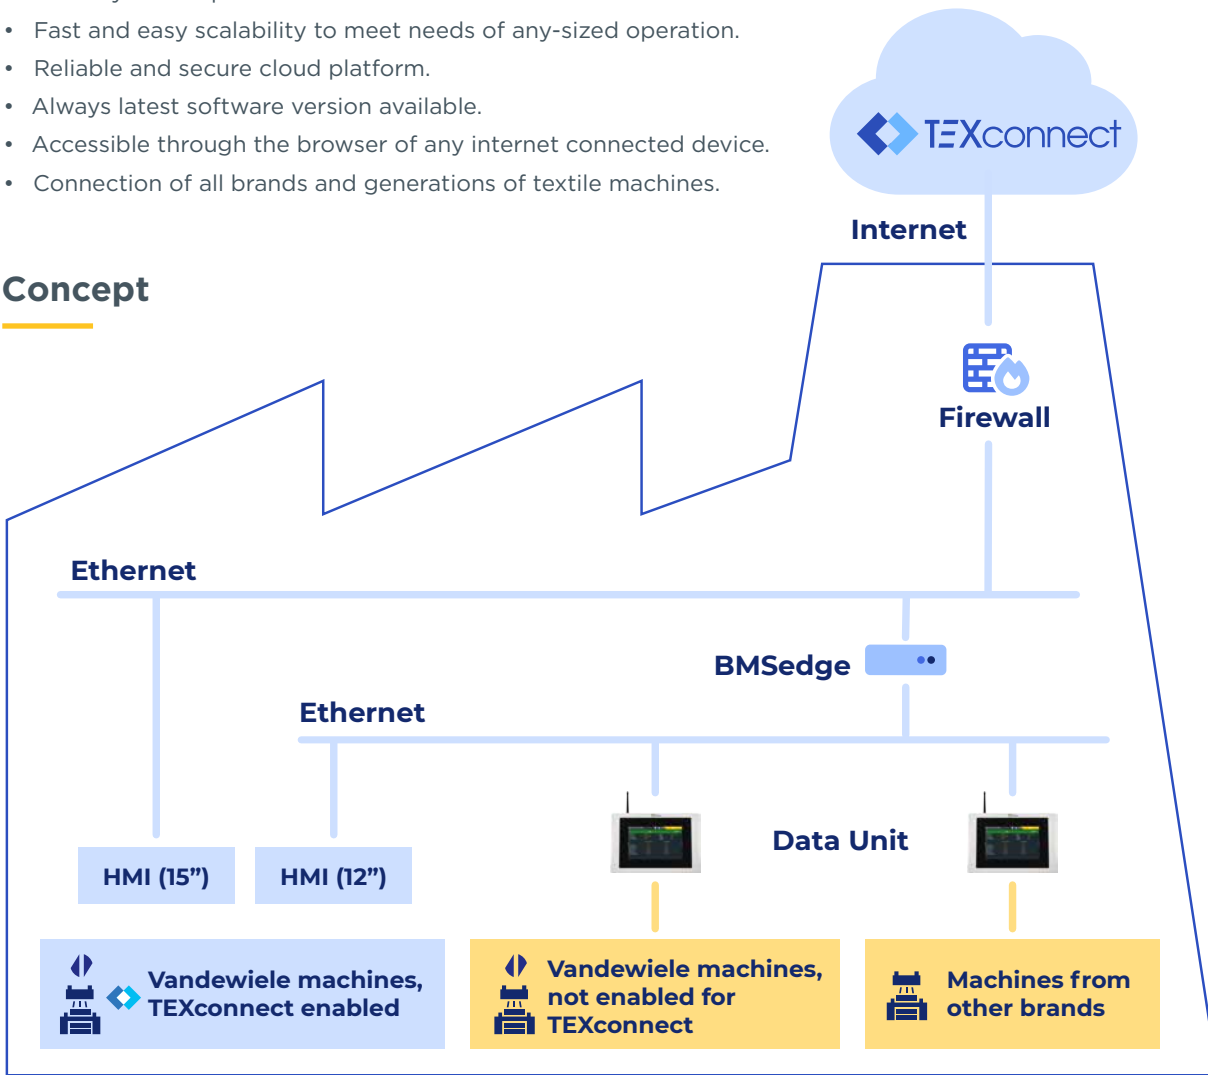 • Fast and easy scalability to meet needs of any-sized operation.
• Reliable and secure cloud platform.
• Always latest software version available.
• Accessible through the browser of any internet connected device.
• Connection of all brands and generations of textile machines.
TEXconnect
Internet
Concept
Firewall
Ethernet
BMSedge
Ethernet
Data Unit
HMI (15”)
HMI (12”)
Vandewiele machines,
TEXconnect enabled
Vandewiele machines,
not enabled for
TEXconnect
Machines from
other brands